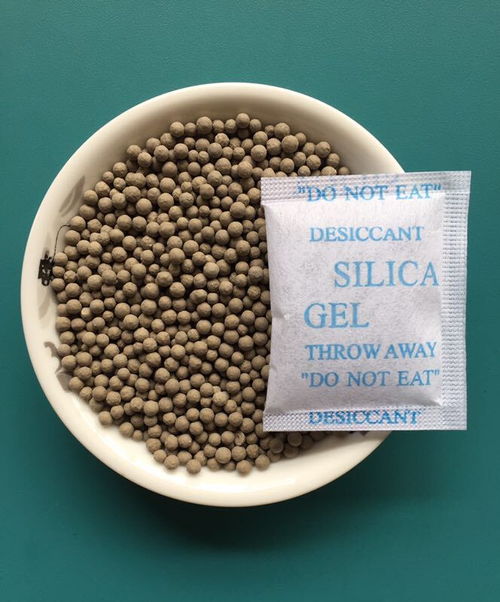 "DO NOT EAT"
DESICCANT
SILICA
GEL
THROW AWAY
"DO NOT EAT"
DESICCANT